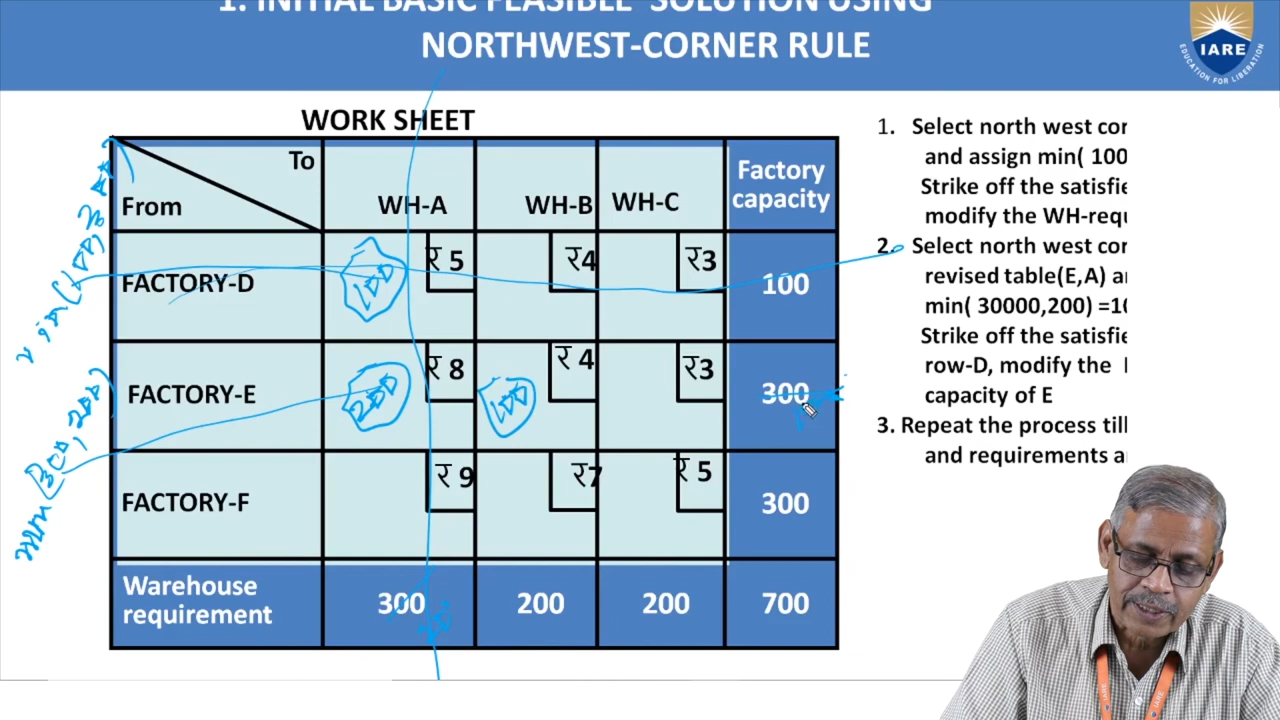 1. INITIAL BASIC FEASIBLE SOLUTION USING
NORTHWEST-CORNER RULE
IARE
EDUCATION FOR LIBERATION
WORK SHEET
To
From
WH-A
WH-B
WH-C
Factory
capacity
FACTORY-D
100
₹ 5
₹4
₹3
100
FACTORY-E
200
₹ 8
100
₹ 4
₹3
300
FACTORY-F
₹ 9
₹7
₹ 5
300
Warehouse
requirement
300
200
200
700
min(300, 200)
1. Select north west cor
and assign min( 100
Strike off the satisfie
modify the WH-requ
2. Select north west cor
revised table(E,A) a
min( 30000,200) =10
Strike off the satisfie
row-D, modify the
capacity of E
3. Repeat the process till
and requirements a